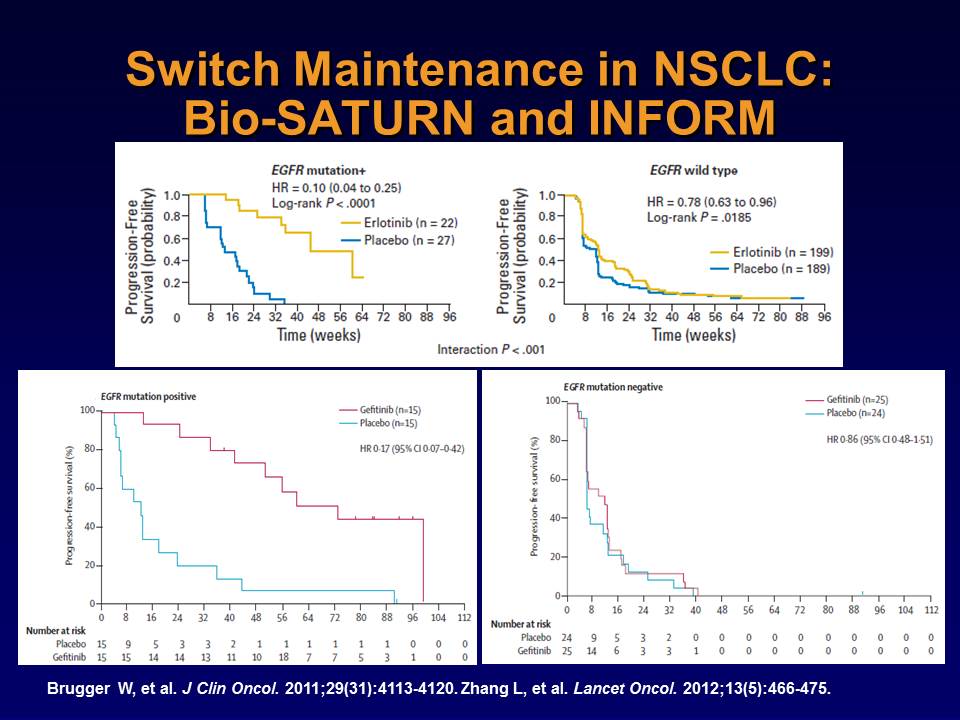 Switch Maintenance in NSCLC:
Bio-SATURN and INFORM
EGFR mutation+
HR = 0.10 (0.04 to 0.25)
Log-rank P < .0001
Erlotinib (n = 22)
Placebo (n = 27)
Progression-Free
Survival (probability)
1.0
0.8
0.6
0.4
0.2
0 8 16 24 32 40 48 56 64 72 80 88 96
Time (weeks)
EGFR wild type
HR = 0.78 (0.63 to 0.96)
Log-rank P = .0185
Erlotinib (n = 199)
Placebo (n = 189)
Progression-Free
Survival (probability)
1.0
0.8
0.6
0.4
0.2
0 8 16 24 32 40 48 56 64 72 80 88 96
Time (weeks)
Interaction P < .001
EGFR mutation positive
Gefitinib (n=15)
Placebo (n=15)
HR 0·17 (95% CI 0·07–0·42)
Progression-free survival (%)
100
80
60
40
20
0
0 8 16 24 32 40 48 56 64 72 80 88 96 104 112
Number at risk
Placebo 15 9 5 3 3 2 1 1 1 1 1 1 0 0 0
Gefitinib 15 15 14 14 13 11 10 18 7 7 5 3 1 0 0
EGFR mutation negative
Gefitinib (n=25)
Placebo (n=24)
HR 0·86 (95% CI 0·48-1·51)
Progression-free survival (%)
100
80
60
40
20
0
0 8 16 24 32 40 48 56 64 72 80 88 96 104 112
Number at risk
Placebo 24 9 5 3 2 0 0 0 0 0 0 0 0 0 0
Gefitinib 25 14 6 3 3 1 0 0 0 0 0 0 0 0 0
Brugger W, et al. J Clin Oncol. 2011;29(31):4113-4120. Zhang L, et al. Lancet Oncol. 2012;13(5):466-475.